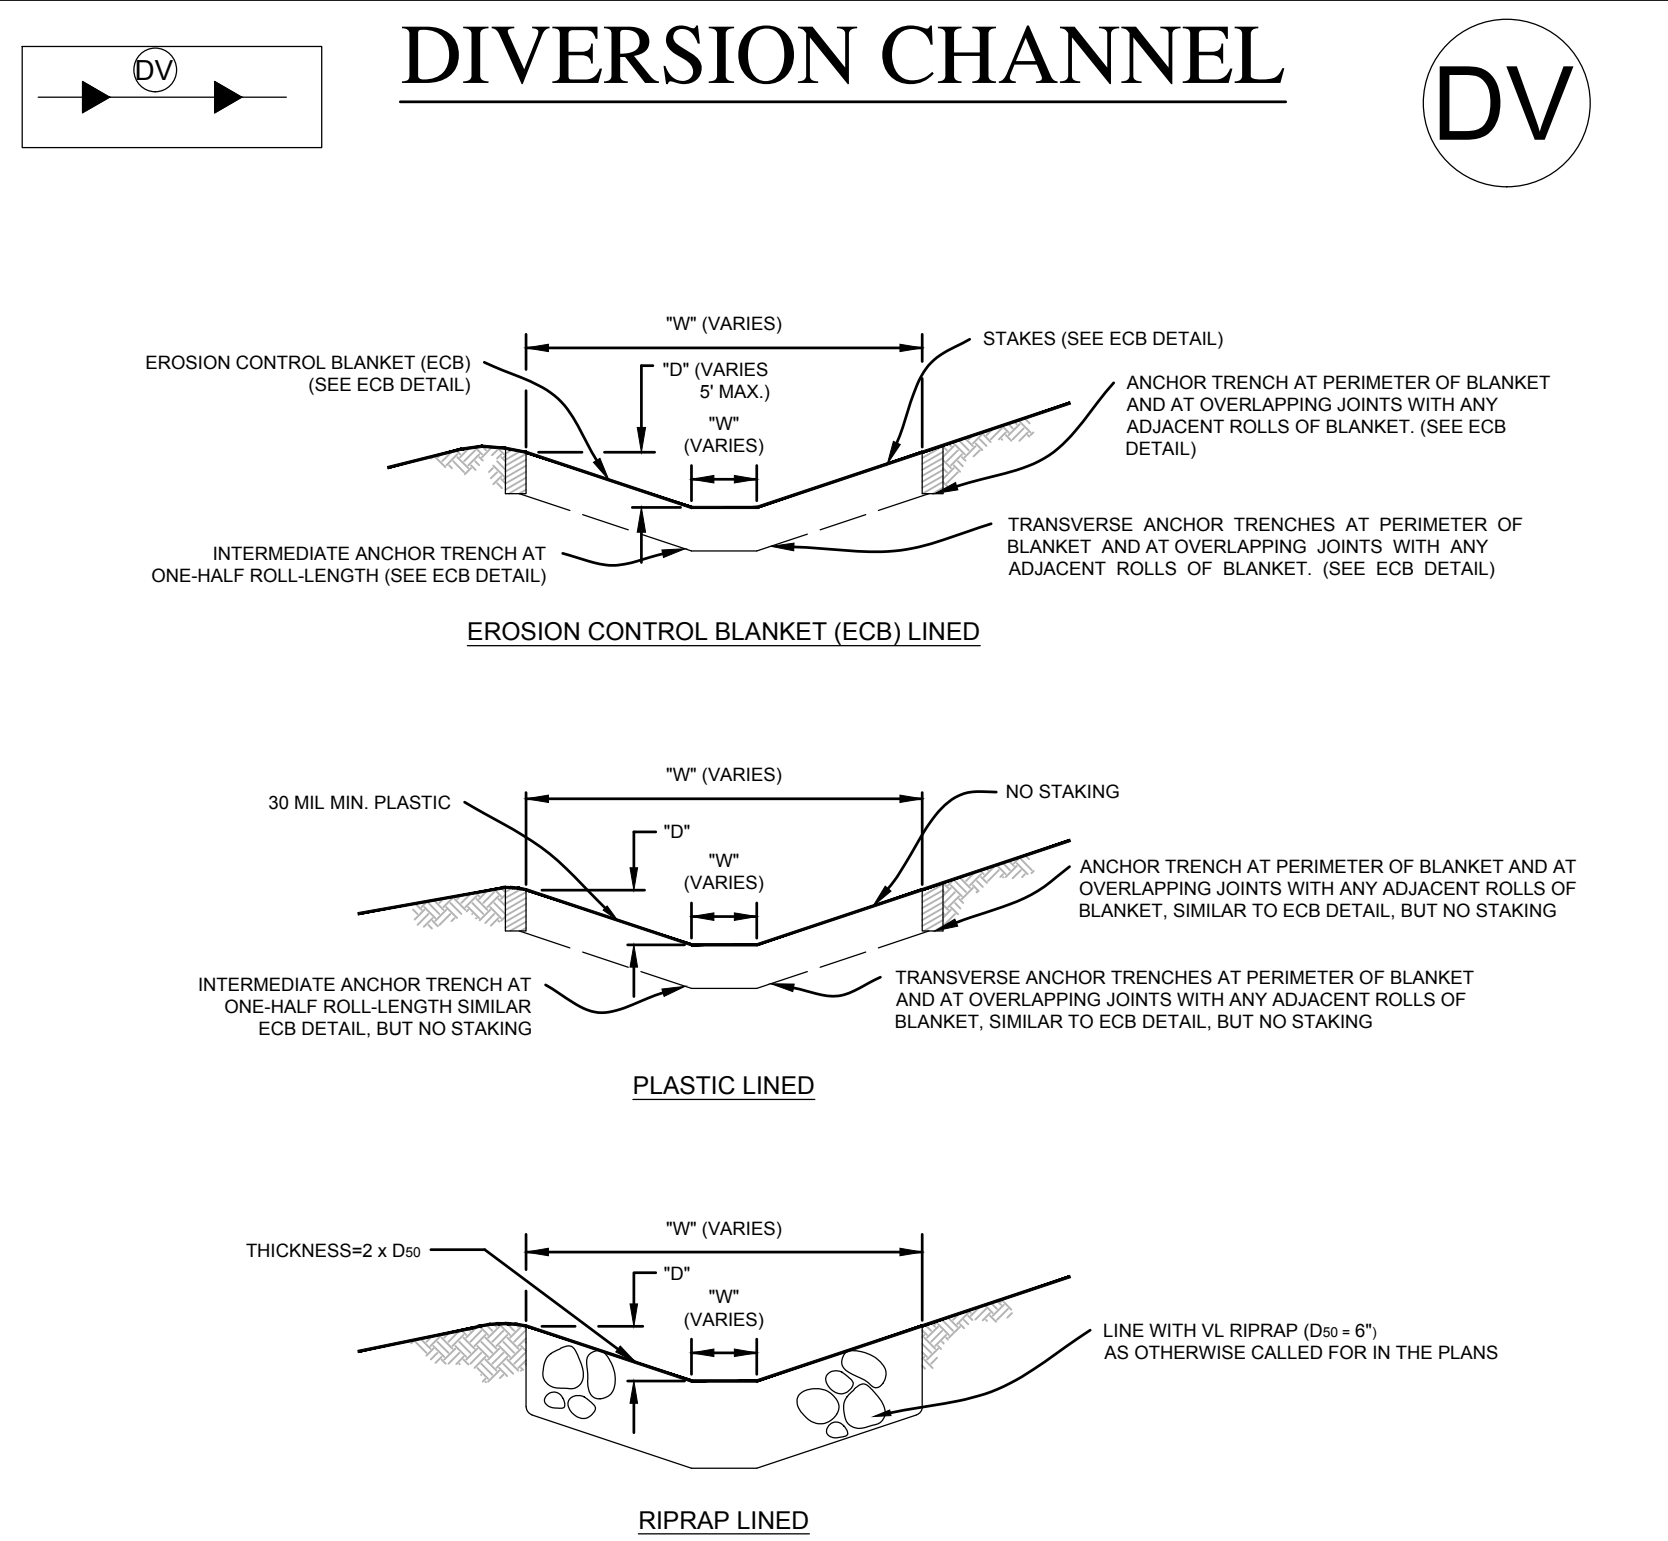 DV
DIVERSION CHANNEL
DV
"W" (VARIES)
EROSION CONTROL BLANKET (ECB)
(SEE ECB DETAIL)
"D" (VARIES
5' MAX.)
"W"
(VARIES)
STAKES (SEE ECB DETAIL)
ANCHOR TRENCH AT PERIMETER OF BLANKET
AND AT OVERLAPPING JOINTS WITH ANY
ADJACENT ROLLS OF BLANKET. (SEE ECB
DETAIL)
INTERMEDIATE ANCHOR TRENCH AT
ONE-HALF ROLL-LENGTH (SEE ECB DETAIL)
TRANSVERSE ANCHOR TRENCHES AT PERIMETER OF
BLANKET AND AT OVERLAPPING JOINTS WITH ANY
ADJACENT ROLLS OF BLANKET. (SEE ECB DETAIL)
EROSION CONTROL BLANKET (ECB) LINED
"W" (VARIES)
30 MIL MIN. PLASTIC
"D"
"W"
(VARIES)
NO STAKING
ANCHOR TRENCH AT PERIMETER OF BLANKET AND AT
OVERLAPPING JOINTS WITH ANY ADJACENT ROLLS OF
BLANKET, SIMILAR TO ECB DETAIL, BUT NO STAKING
INTERMEDIATE ANCHOR TRENCH AT
ONE-HALF ROLL-LENGTH SIMILAR
ECB DETAIL, BUT NO STAKING
TRANSVERSE ANCHOR TRENCHES AT PERIMETER OF BLANKET
AND AT OVERLAPPING JOINTS WITH ANY ADJACENT ROLLS OF
BLANKET, SIMILAR TO ECB DETAIL, BUT NO STAKING
PLASTIC LINED
"W" (VARIES)
THICKNESS=2 x D50
"D"
"W"
(VARIES)
LINE WITH VL RIPRAP (D50 = 6")
AS OTHERWISE CALLED FOR IN THE PLANS
RIPRAP LINED